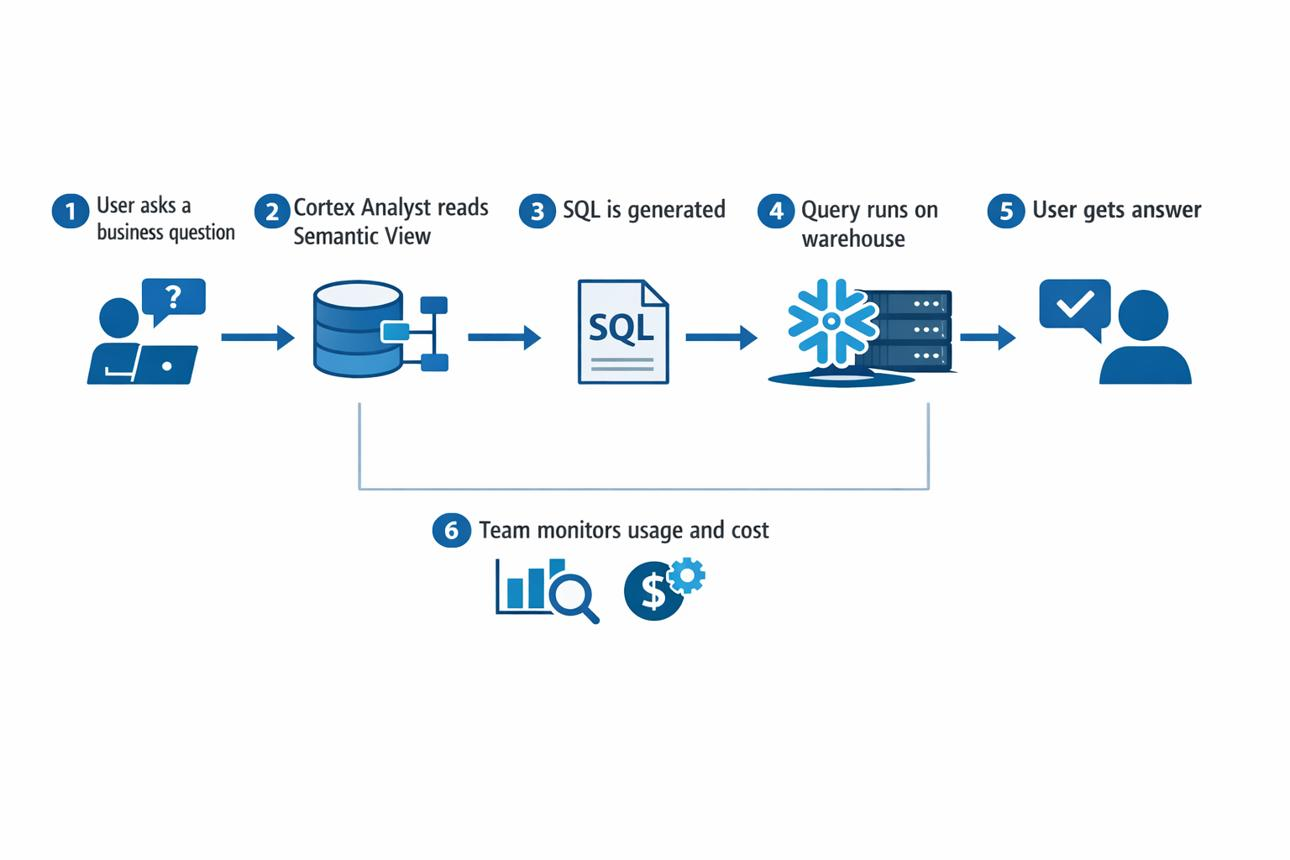 1 User asks a
business question
2 Cortex Analyst reads
Semantic View
3 SQL is generated
4 Query runs on
warehouse
5 User gets answer
?
SQL
6 Team monitors usage and cost
$